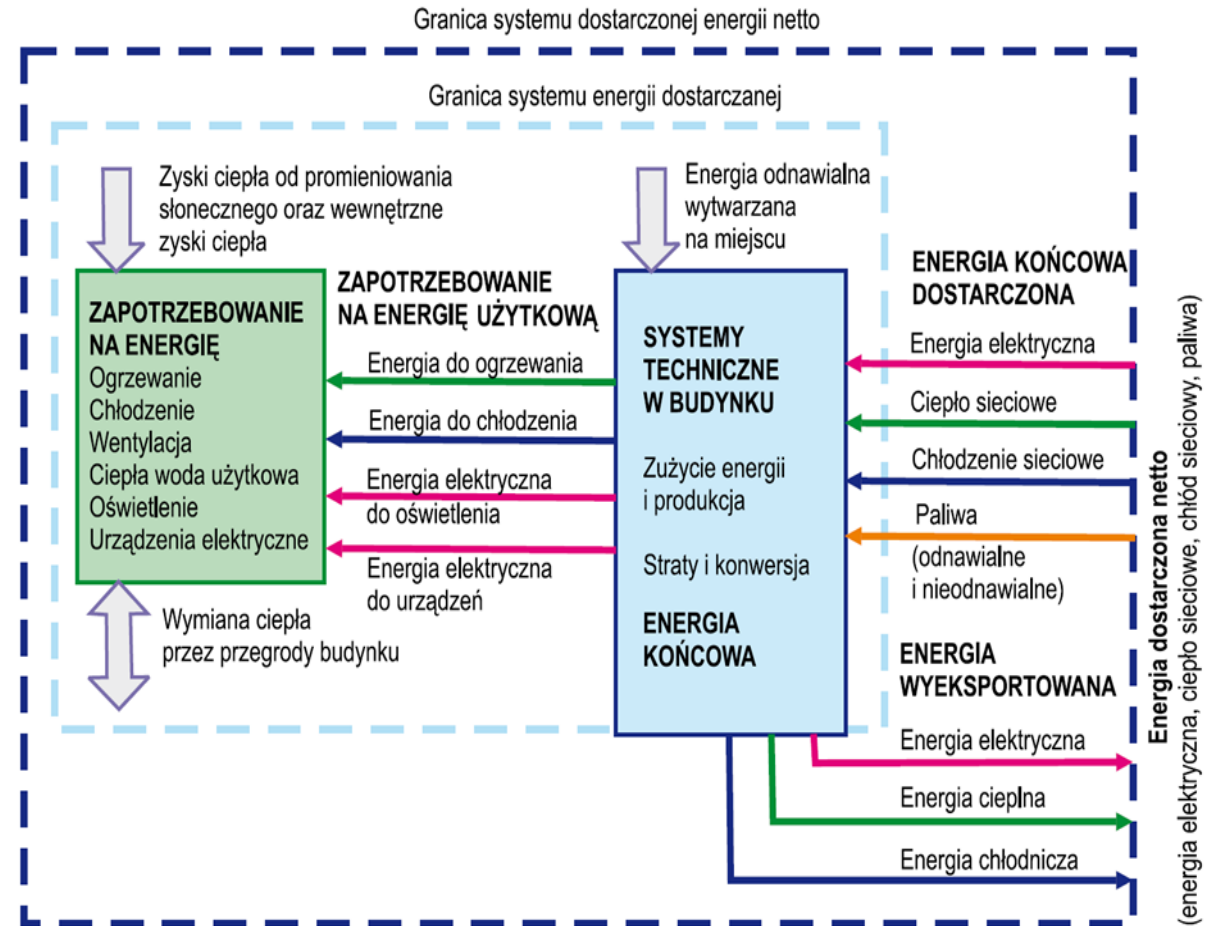 Granica systemu dostarczonej energii netto
Granica systemu energii dostarczanej
Zyski ciepła od promieniowania
słonecznego oraz wewnętrzne
zyski ciepła
Energia odnawialna
wytwarzana
na miejscu
ZAPOTRZEBOWANIE
NA ENERGIĘ
Ogrzewanie
Chłodzenie
Wentylacja
Ciepła woda użytkowa
Oświetlenie
Urządzenia elektryczne
ZAPOTRZEBOWANIE
NA ENERGIĘ UŻYTKOWĄ
Energia do ogrzewania
Energia do chłodzenia
Energia elektryczna
do oświetlenia
Energia elektryczna
do urządzeń
Wymiana ciepła
przez przegrody budynku
SYSTEMY
TECHNICZNE
W BUDYNKU
Zużycie energii
i produkcja
Straty i konwersja
ENERGIA
KOŃCOWA
ENERGIA KOŃCOWA
DOSTARCZONA
Energia elektryczna
Ciepło sieciowe
Chłodzenie sieciowe
Paliwa
(odnawialne
i nieodnawialne)
ENERGIA
WYEKSPORTOWANA
Energia elektryczna
Energia cieplna
Energia chłodnicza
Energia dostarczona netto
(energia elektryczna, ciepło sieciowe, chłód sieciowy, paliwa)